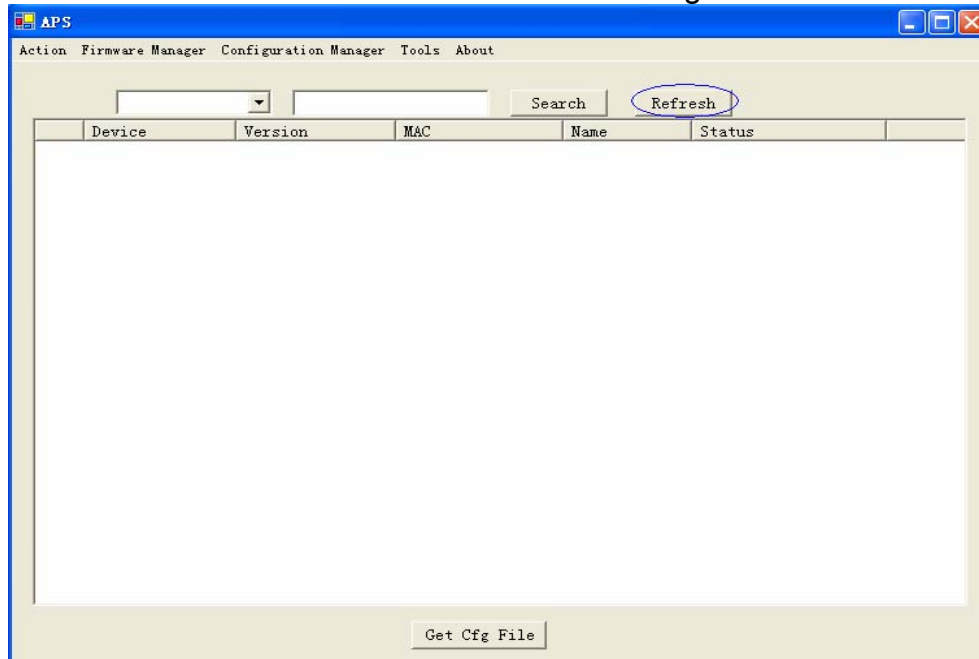 APS
Action Firmware Manager Configuration Manager Tools About
Search Refresh
Device Version MAC Name Status
Get Cfg File